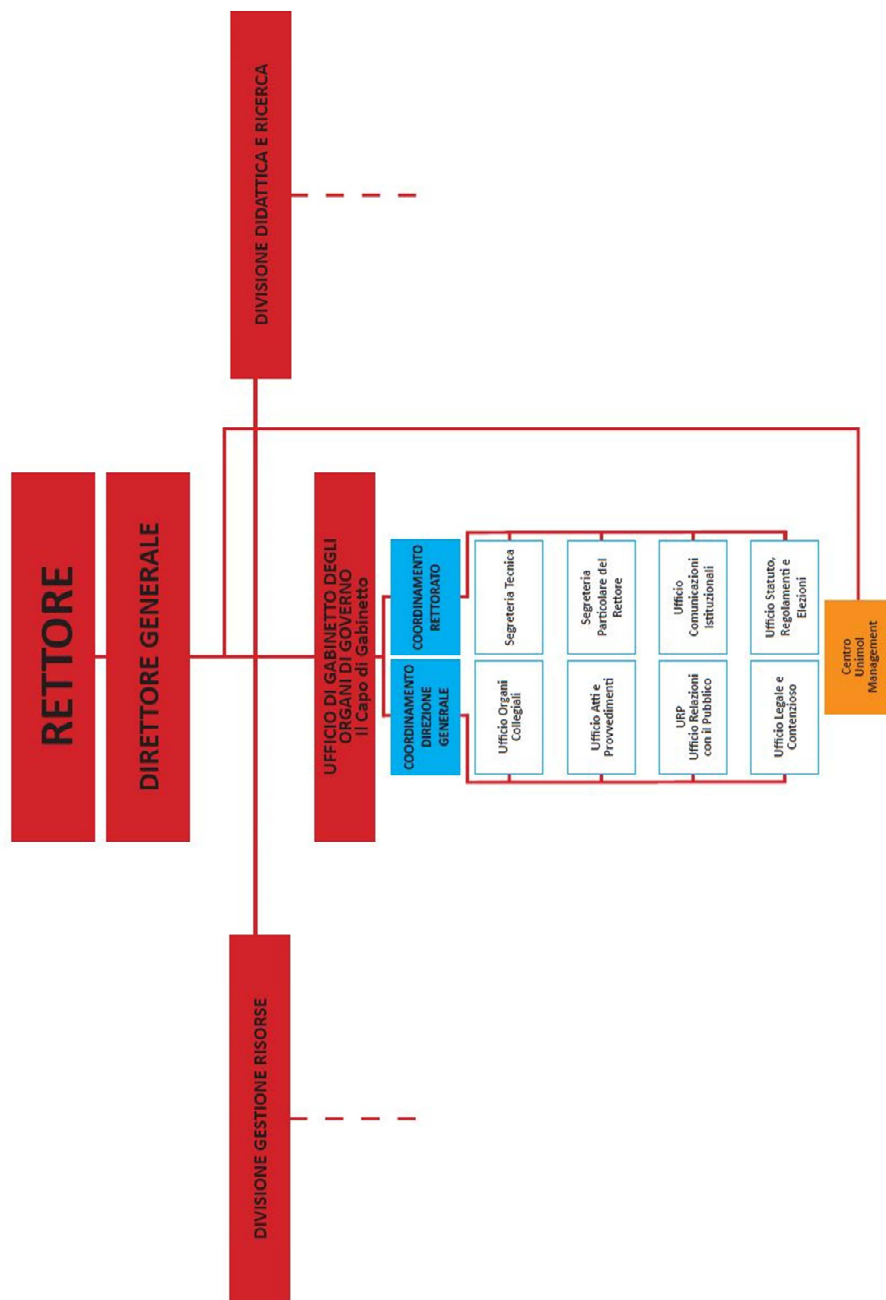 RETTORE
DIRETTORE GENERALE
DIVISIONE GESTIONE RISORSE
DIVISIONE DIDATTICA E RICERCA
UFFICIO DI GABINETTO DEGLI
ORGANI DI GOVERNO
Il Capo di Gabinetto
COORDINAMENTO
DIREZIONE
GENERALE
COORDINAMENTO
RETTORATO
Ufficio Organi
Collegiali
Segreteria Tecnica
Ufficio Atti e
Provvedimenti
Segreteria
Particolare del
Rettore
URP
Ufficio Relazioni
con il Pubblico
Ufficio
Comunicazioni
Istituzionali
Ufficio Legale e
Contenzioso
Ufficio Statuto,
Regolamenti e
Elezioni
Centro
Unimol
Management